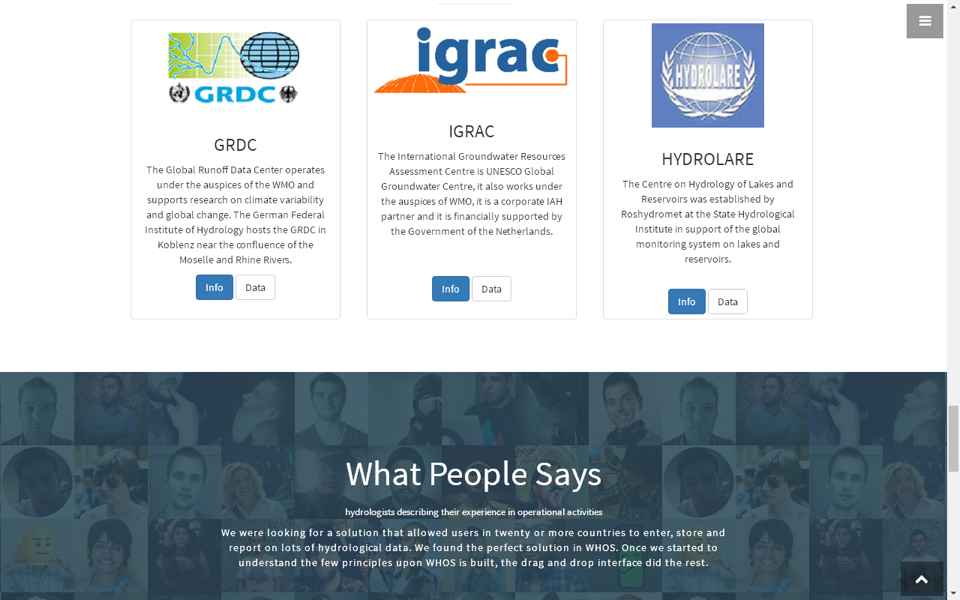 GRDC
GRDC
The Global Runoff Data Center operates
under the auspices of the WMO and
supports research on climate variability
and global change. The German Federal
Institute of Hydrology hosts the GRDC in
Koblenz near the confluence of the
Moselle and Rhine Rivers.
Info Data
igrac
IGRAC
The International Groundwater Resources
Assessment Centre is UNESCO Global
Groundwater Centre, it also works under
the auspices of WMO, it is a corporate IAH
partner and it is financially supported by
the Government of the Netherlands.
Info Data
HYDROLARE
HYDROLARE
The Centre on Hydrology of Lakes and
Reservoirs was established by
Roshydromet at the State Hydrological
Institute in support of the global
monitoring system on lakes and
reservoirs.
Info Data
What People Says
hydrologists describing their experience in operational activities
We were looking for a solution that allowed users in twenty or more countries to enter, store and
report on lots of hydrological data. We found the perfect solution in WHOS. Once we started to
understand the few principles upon WHOS is built, the drag and drop interface did the rest.